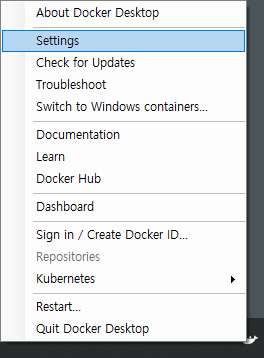 About Docker Desktop
Settings
Check for Updates
Troubleshoot
Switch to Windows containers...
Documentation
Learn
Docker Hub
Dashboard
Sign in / Create Docker ID...
Repositories
Kubernetes
Restart...
Quit Docker Desktop